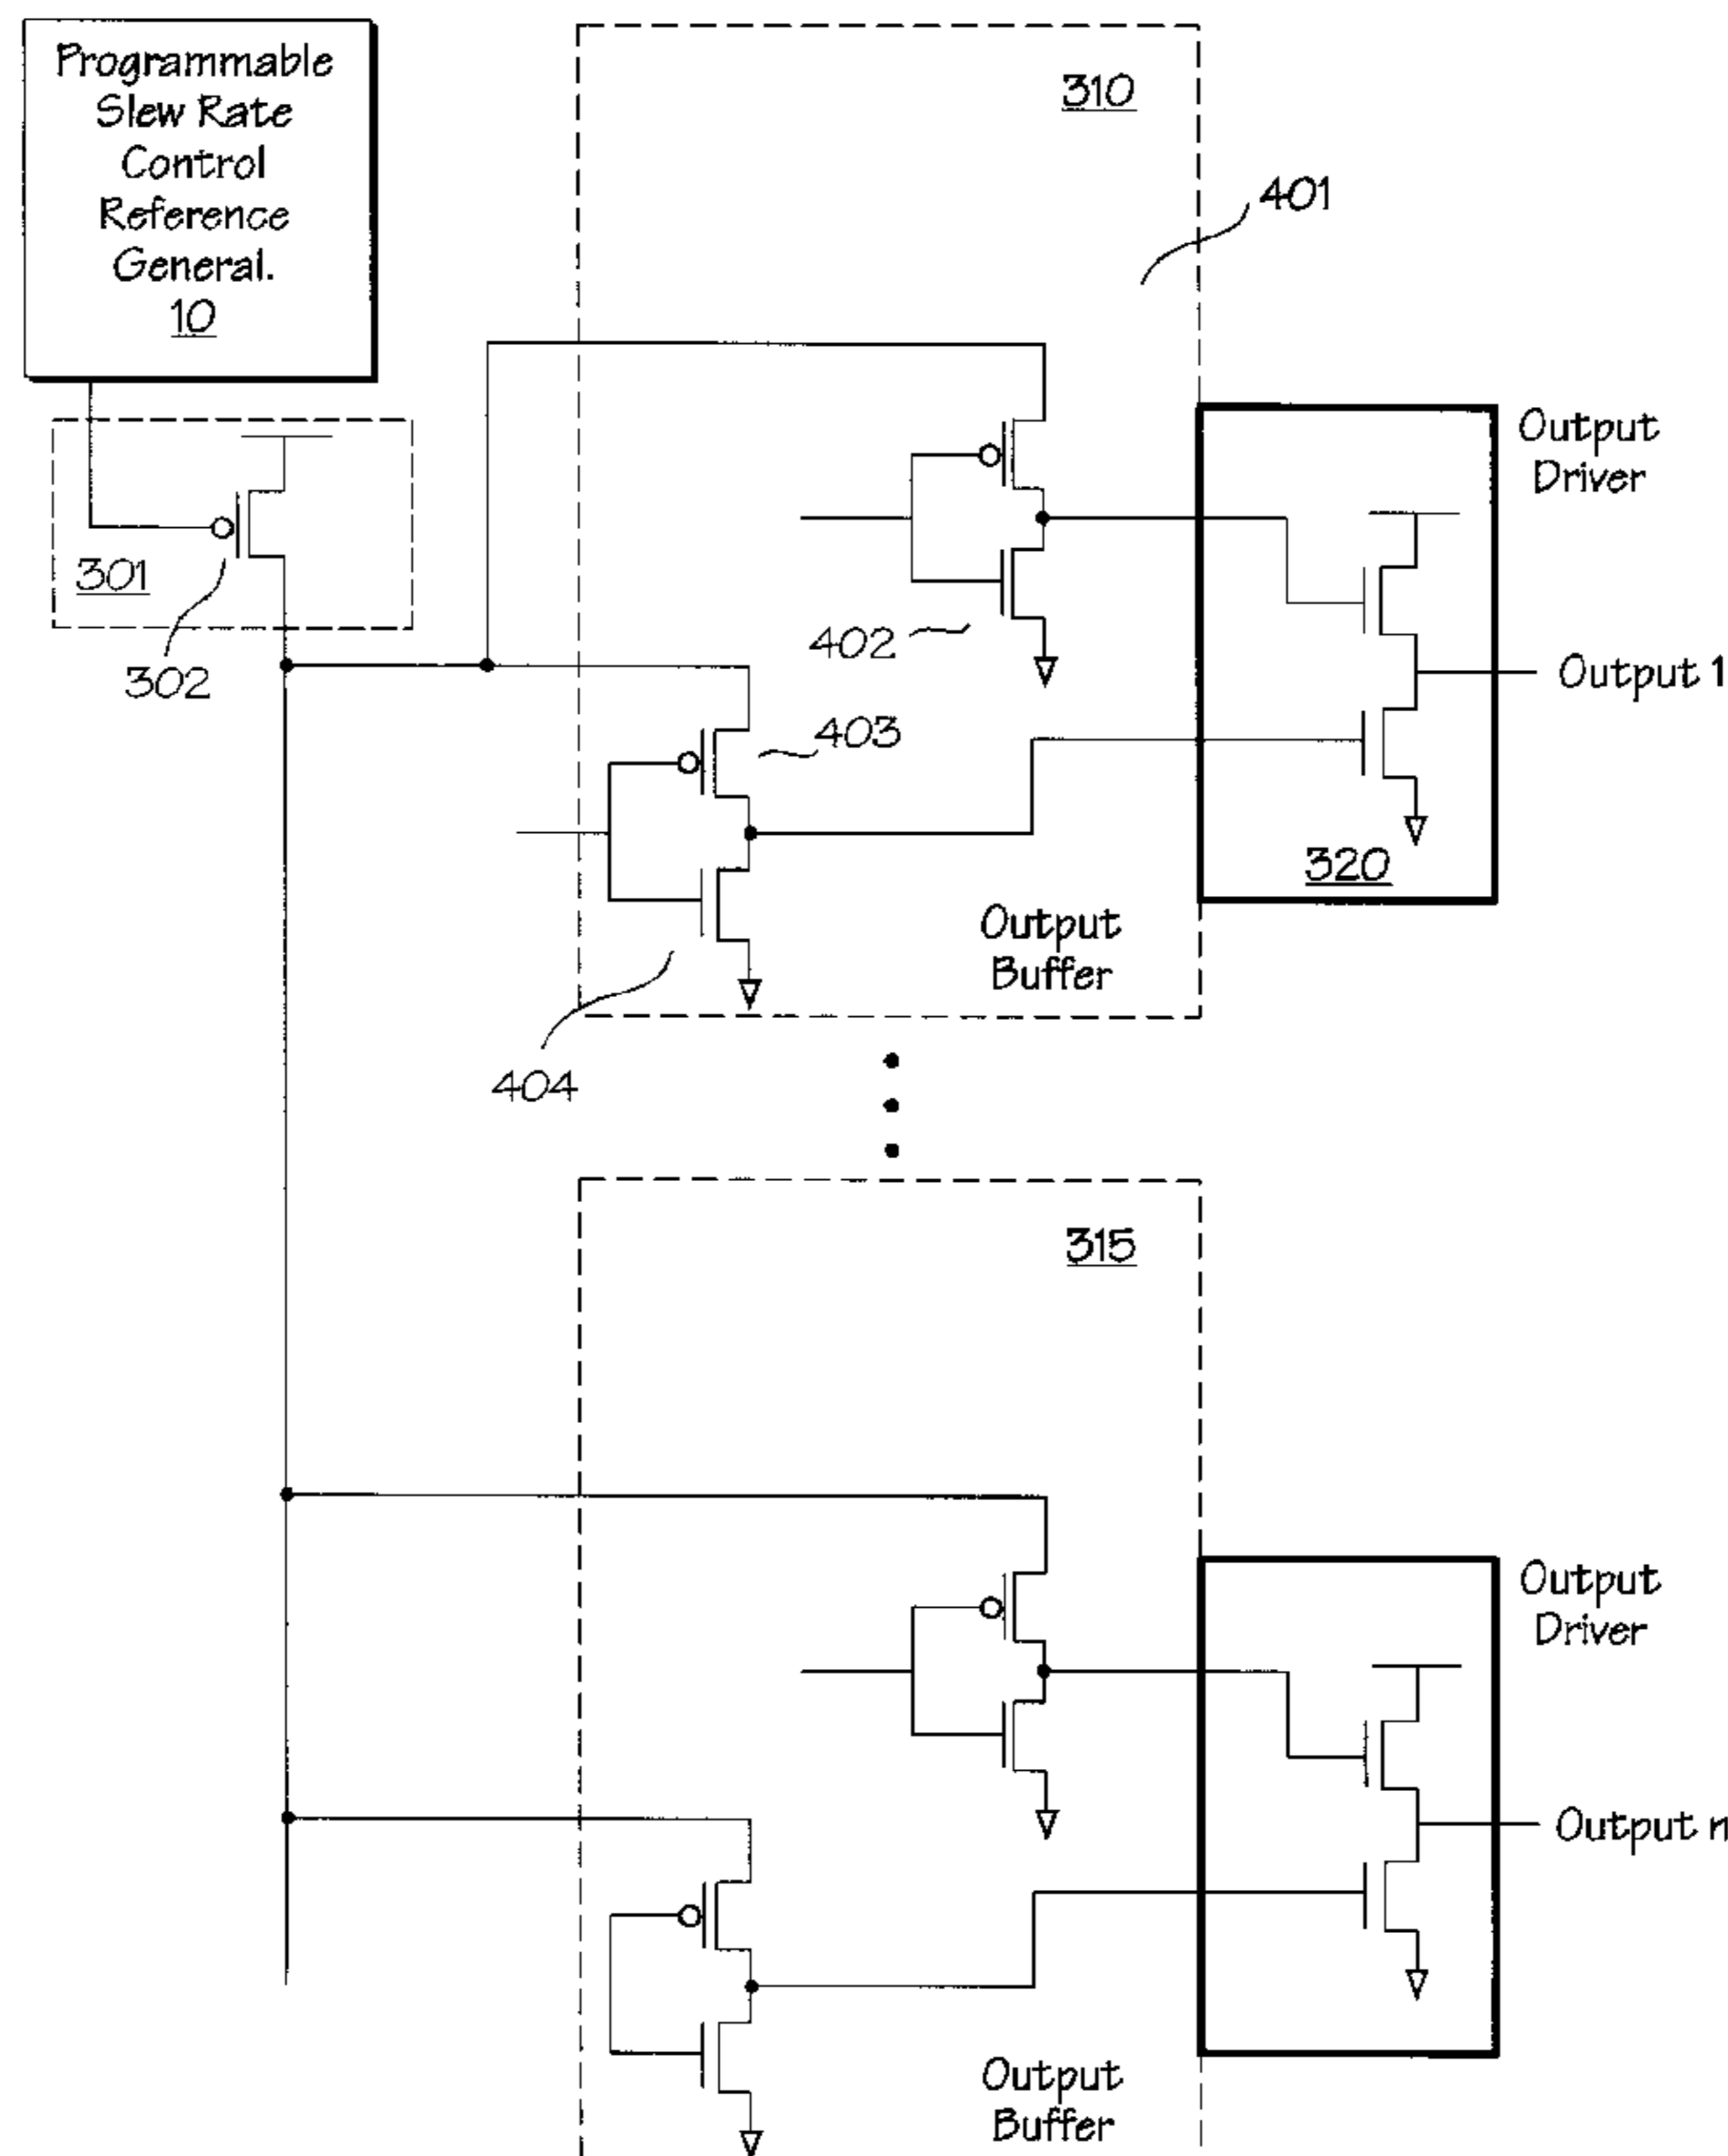 Programmable
Slew Rate
Control
Reference
General.
10
310
401
Output
Driver
301
302
402
Output 1
403
320
Output
Buffer
404
315
Output
Driver
Output n
Output
Buffer